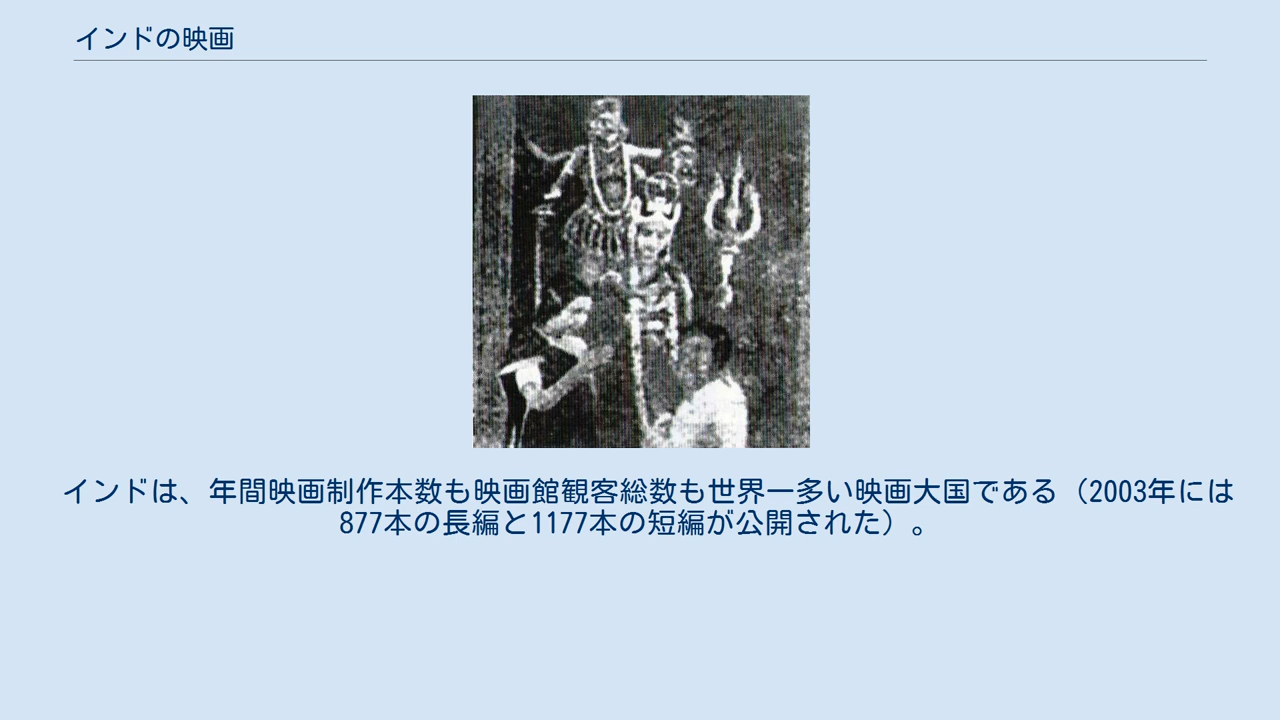 インドの映画
インドは、年間映画制作本数も映画館観客総数も世界一多い映画大国である（2003年には
877本の長編と1177本の短編が公開された）。